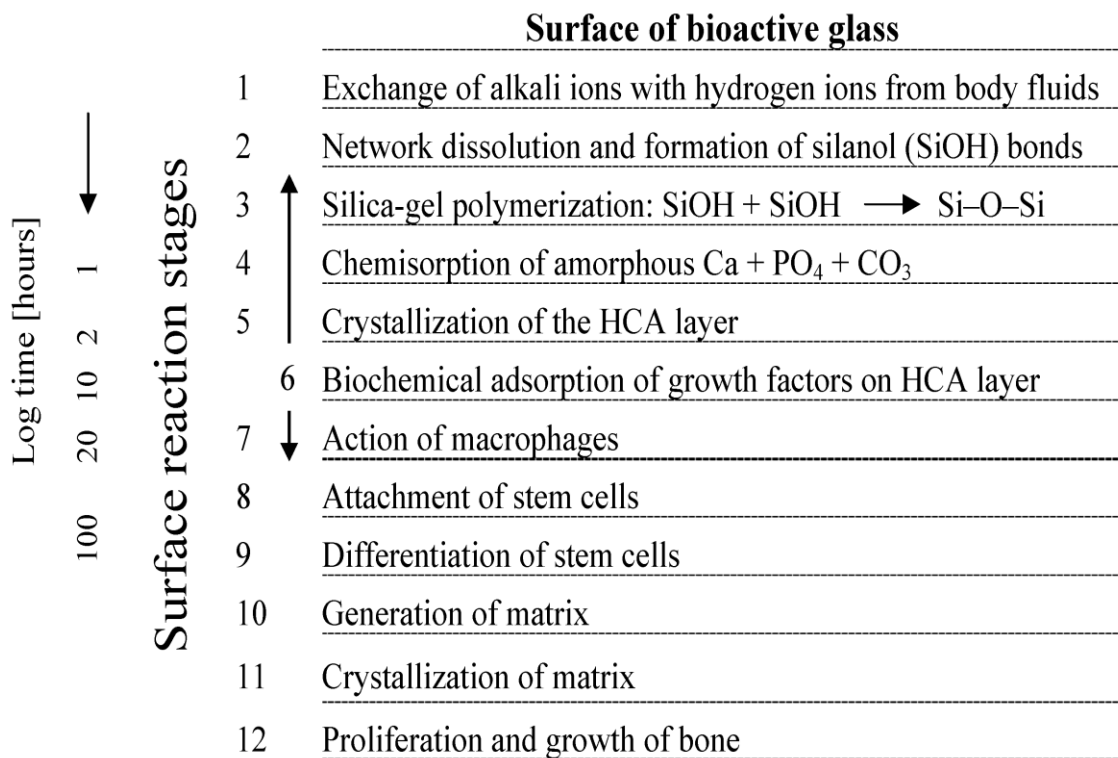 Surface of bioactive glass
1 Exchange of alkali ions with hydrogen ions from body fluids
2 Network dissolution and formation of silanol (SiOH) bonds
3 Silica-gel polymerization: SiOH + SiOH → Si–O–Si
4 Chemisorption of amorphous Ca + PO₄ + CO₃
5 Crystallization of the HCA layer
6 Biochemical adsorption of growth factors on HCA layer
7 Action of macrophages
8 Attachment of stem cells
9 Differentiation of stem cells
10 Generation of matrix
11 Crystallization of matrix
12 Proliferation and growth of bone
Surface reaction stages
Log time [hours]
1
2
10
20
100